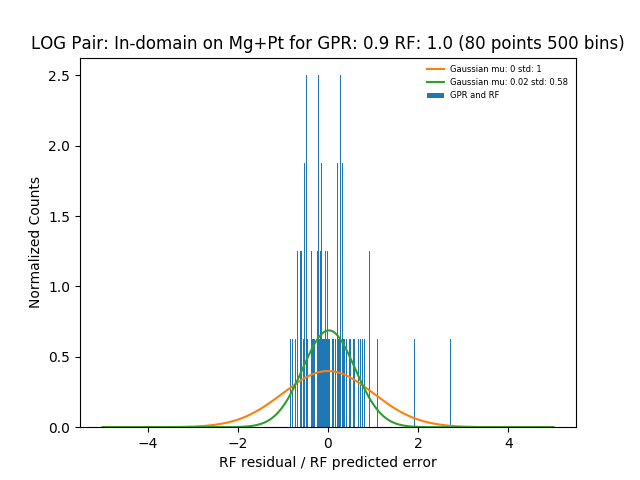 LOG Pair: In-domain on Mg+Pt for GPR: 0.9 RF: 1.0 (80 points 500 bins)
Gaussian mu: 0 std: 1
Gaussian mu: 0.02 std: 0.58
GPR and RF
Normalized Counts
2.5
2.0
1.5
1.0
0.5
0.0
−4
−2
0
2
4
RF residual / RF predicted error